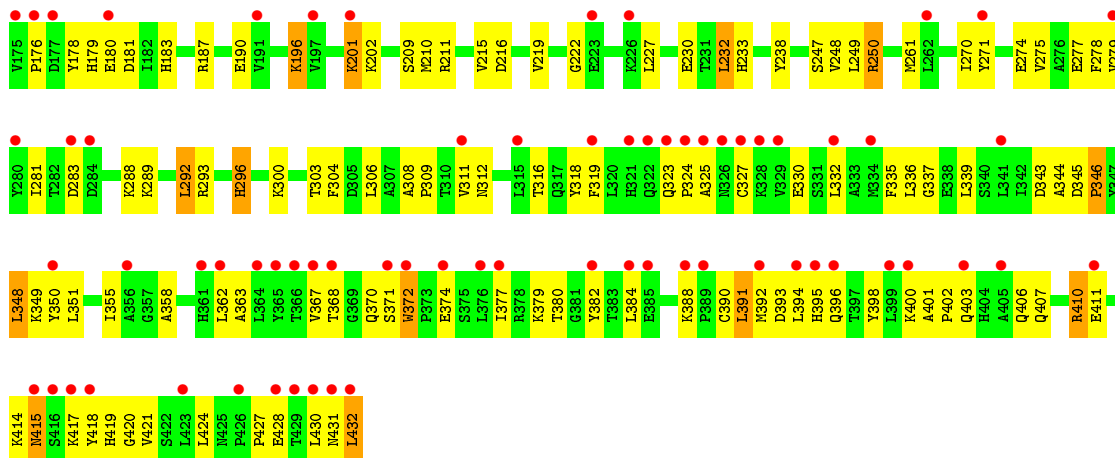 V175 P176 D177 Y178 H179 E180 D181 I182 H183 R187 E190 V191 K196 V197 K201 K202 S209 M210 R211 V215 D216 V219 G222 E223 K226 L227 E230 T231 L232 H233 Y238 S247 V248 L249 R250 M261 L262 I270 Y271 E274 V275 A276 E277 F278 V279
Y280 I281 T282 D283 D284 K288 K289 L292 R293 H296 K300 T303 F304 D305 L306 A307 A308 P309 T310 V311 N312 L315 T316 Q317 Y318 F319 L320 H321 Q322 Q323 P324 A325 N326 C327 K328 V329 E330 S331 L332 A333 M334 F335 L336 G337 E338 L339 S340 L341 I342 D343 A344 D345 P346 Y347
L348 K349 Y350 L351 I355 A356 G357 A358 H361 L362 A363 L364 Y365 T366 V367 T368 G369 Q370 S371 W372 P373 E374 S375 L376 I377 R378 K379 T380 G381 Y382 T383 L384 E385 K388 P389 C390 L391 M392 D393 L394 H395 Q396 T397 Y398 L399 K400 A401 P402 Q403 H404 A405 Q406 Q407 R410 E411
K414 N415 S416 K417 Y418 H419 G420 V421 S422 L423 L424 N425 P426 P427 E428 T429 L430 N431 L432